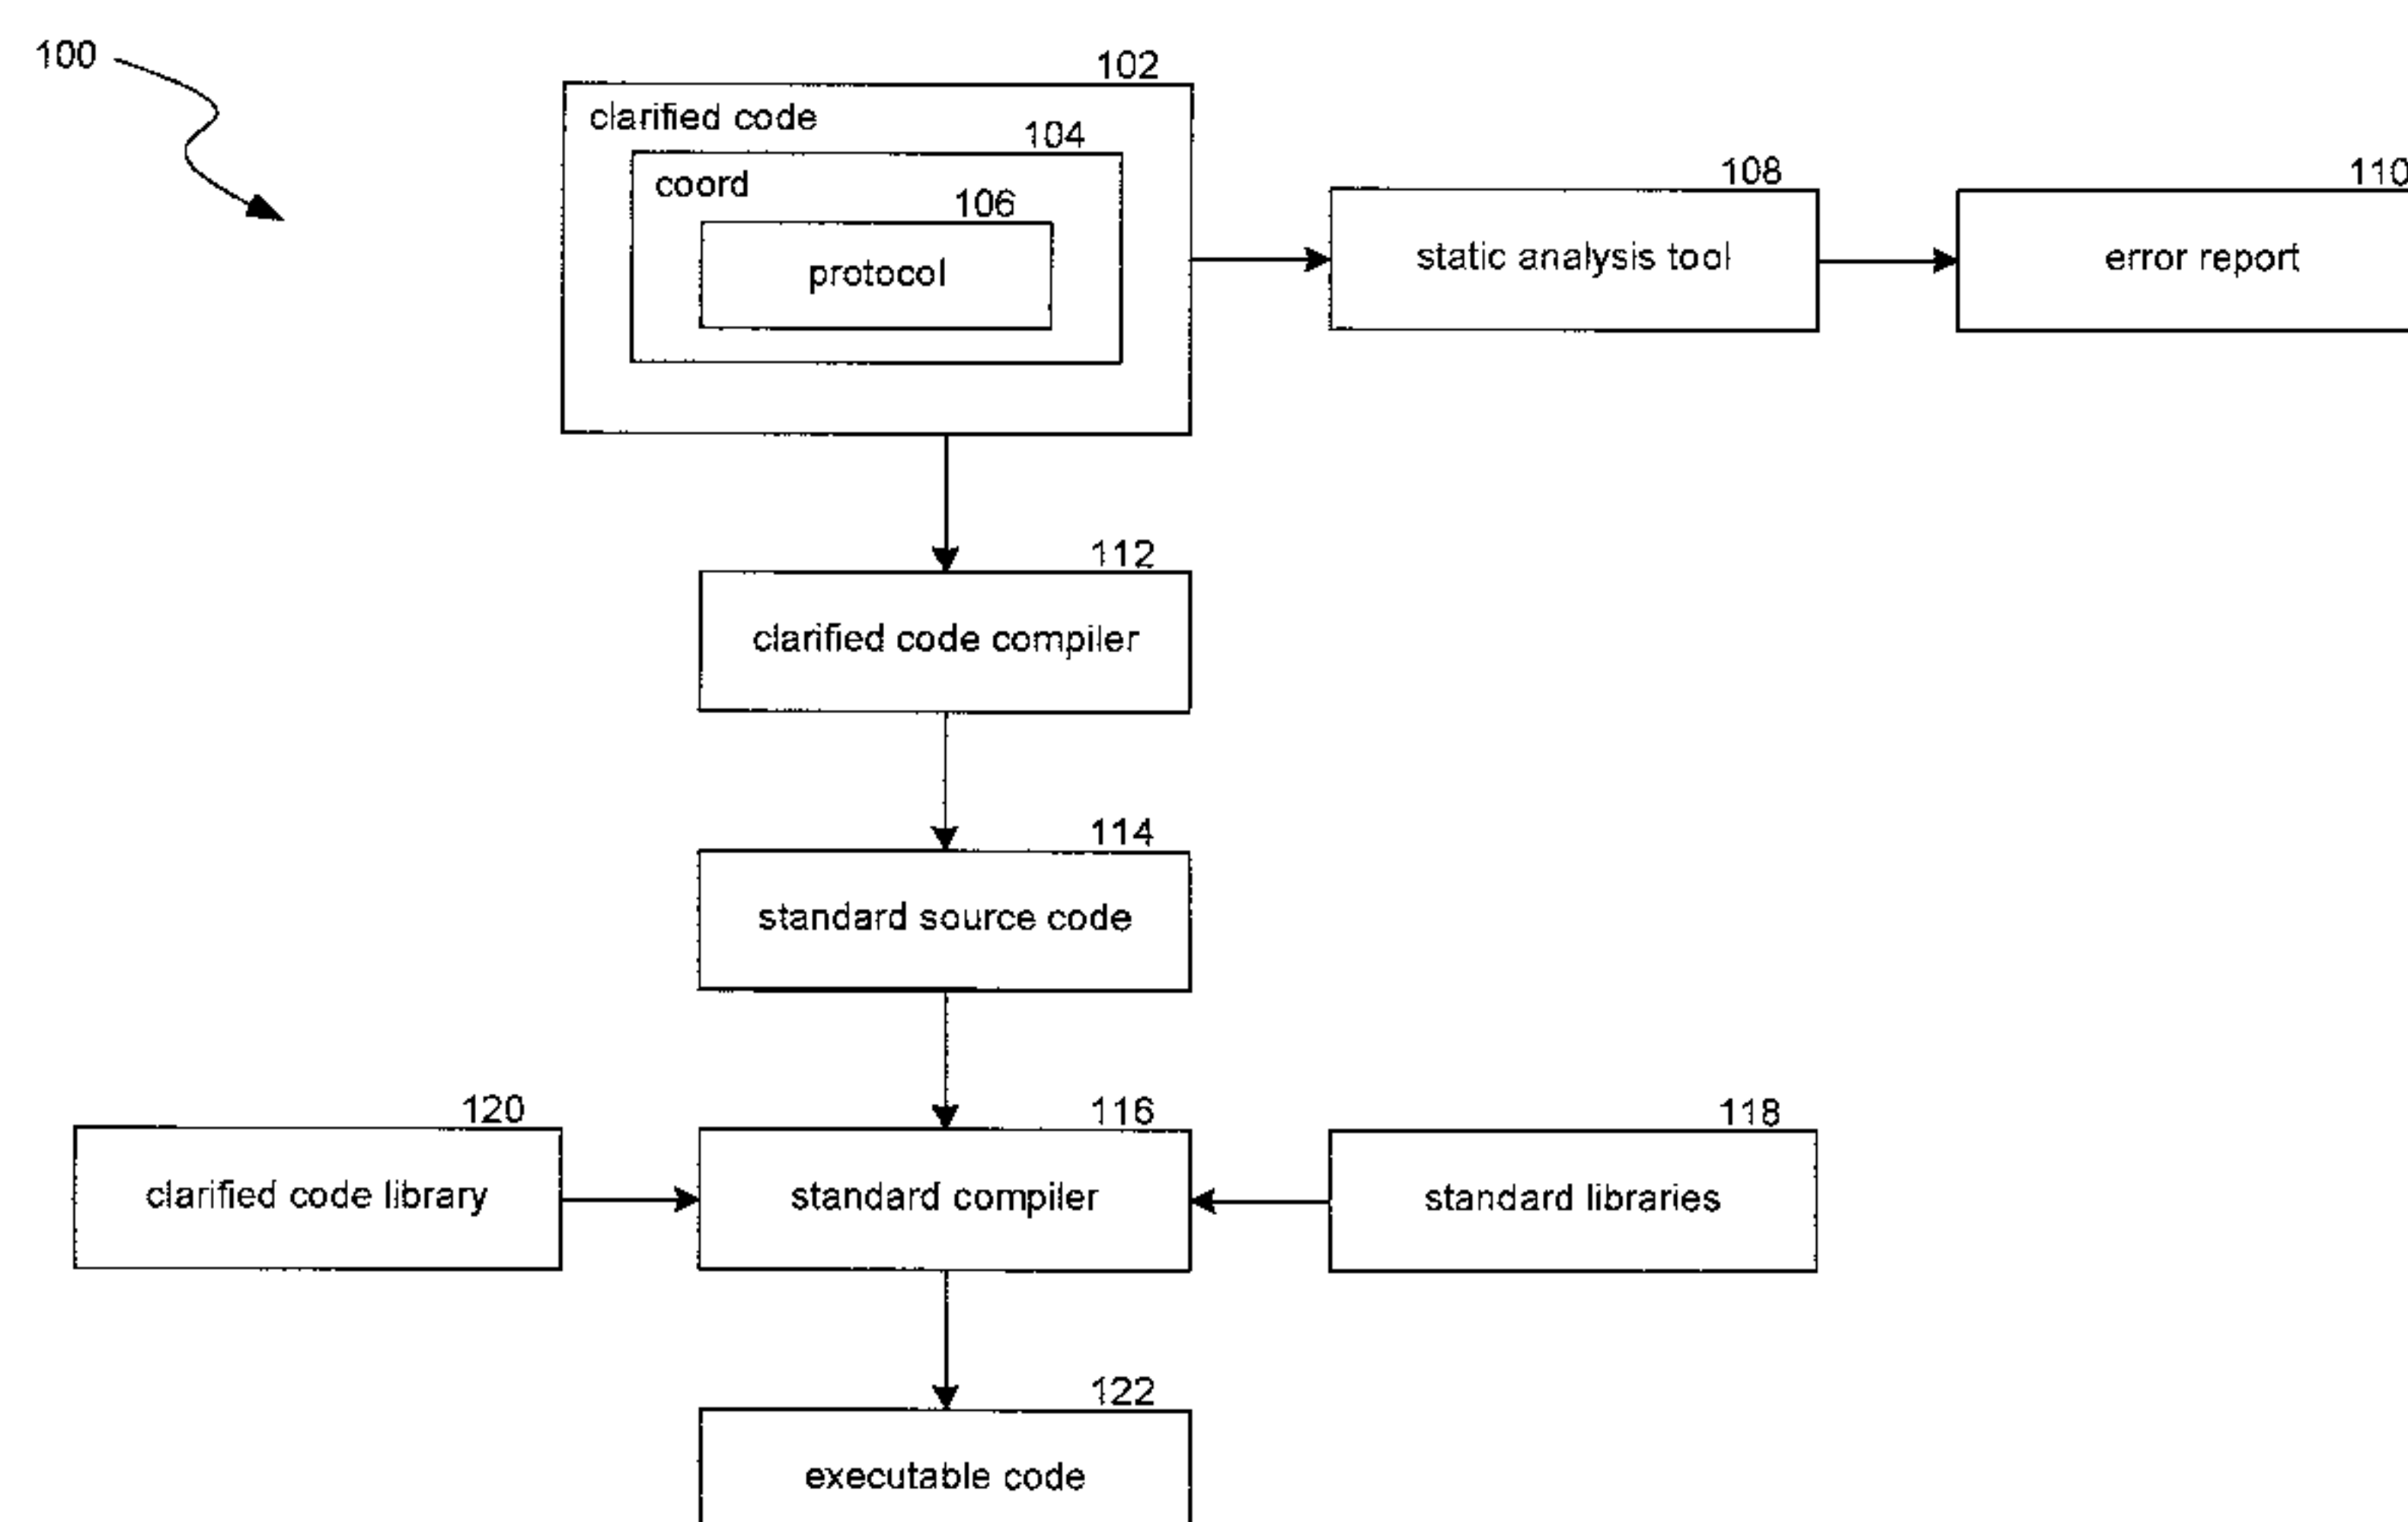 100
102
clarified code
104
coord
106
protocol
108
static analysis tool
110
error report
112
clarified code compiler
114
standard source code
120
clarified code library
116
standard compiler
118
standard libraries
122
executable code